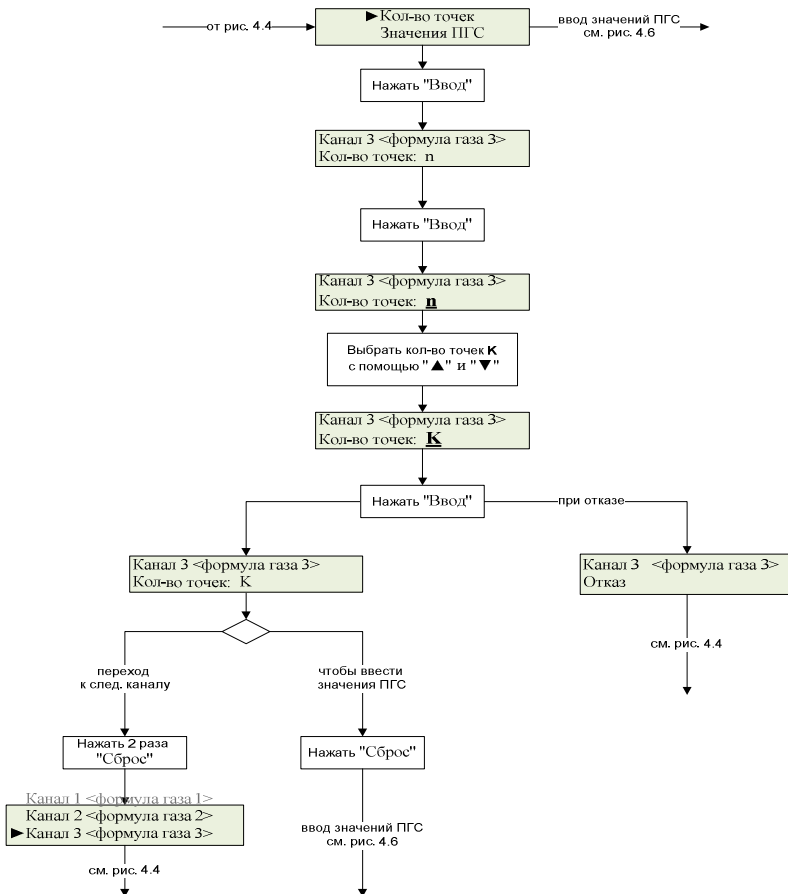 от рис. 4.4
►Кол-во точек
Значения ПГС
ввод значений ПГС
см. рис. 4.6
Нажать "Ввод"
Канал 3 <формула газа 3>
Кол-во точек: n
Нажать "Ввод"
Канал 3 <формула газа 3>
Кол-во точек: n
Выбрать кол-во точек К
с помощью "▲" и "▼"
Канал 3 <формула газа 3>
Кол-во точек: К
Нажать "Ввод"
при отказе
Канал 3 <формула газа 3>
Кол-во точек: К
Канал 3 <формула газа 3>
Отказ
см. рис. 4.4
переход
к след. каналу
чтобы ввести
значения ПГС
Нажать 2 раза
"Сброс"
Нажать "Сброс"
Канал 1 <формула газа 1>
Канал 2 <формула газа 2>
►Канал 3 <формула газа 3>
ввод значений ПГС
см. рис. 4.6
см. рис. 4.4